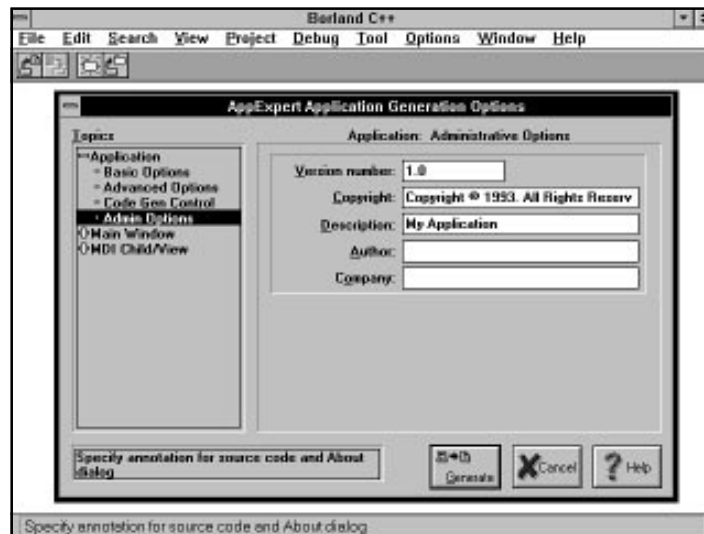 Borland C++
File Edit Search View Project Debug Tool Options Window Help
AppExpert Application Generation Options
Topics
Application
Basic Options
Advanced Options
Code Gen Control
Admin Options
Main Window
MDI Child/View
Application: Administrative Options
Version number: 1.0
Copyright: Copyright © 1993. All Rights Reserv
Description: My Application
Author:
Company:
Specify annotation for source code and About
dialog
Generate
Cancel
? Help
Specify annotation for source code and About dialog